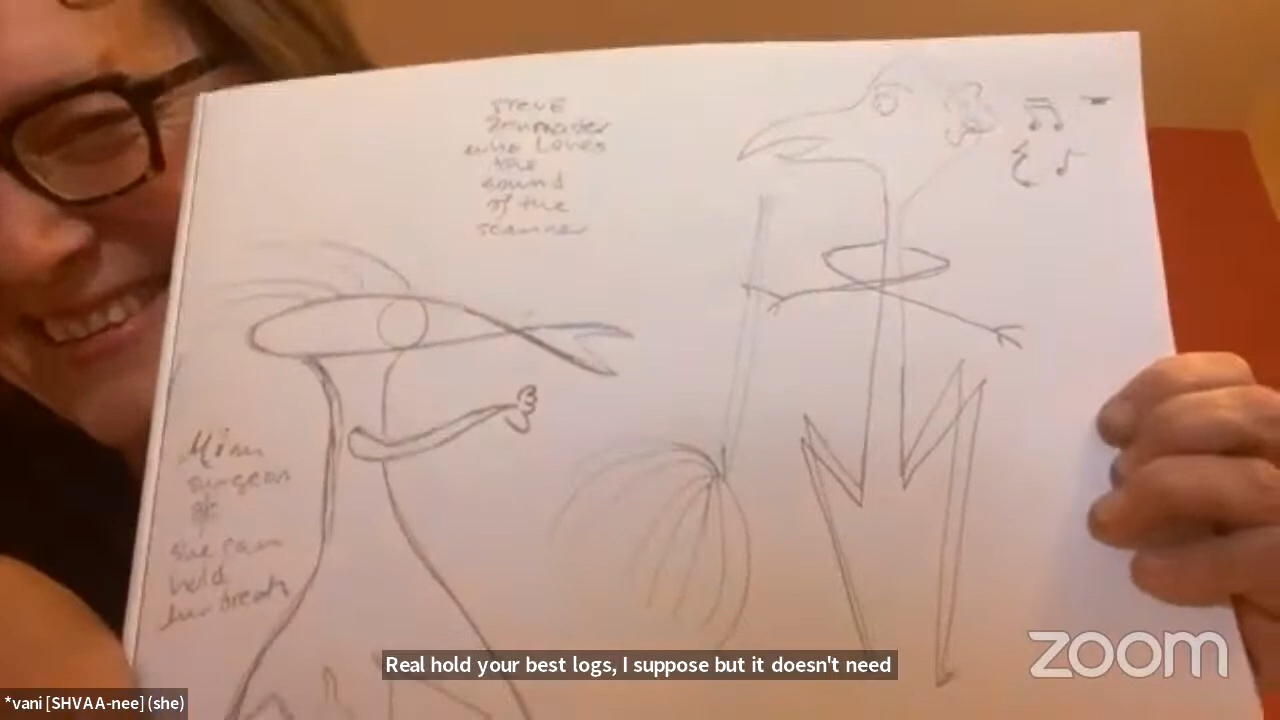 STEVE
who Loves
the
sound
of the
scanner
Mim
surgeon
b/c
she can
hold
her breath
Real hold your best logs, I suppose but it doesn't need
zoom
*vani [SHVAA-nee] (she)